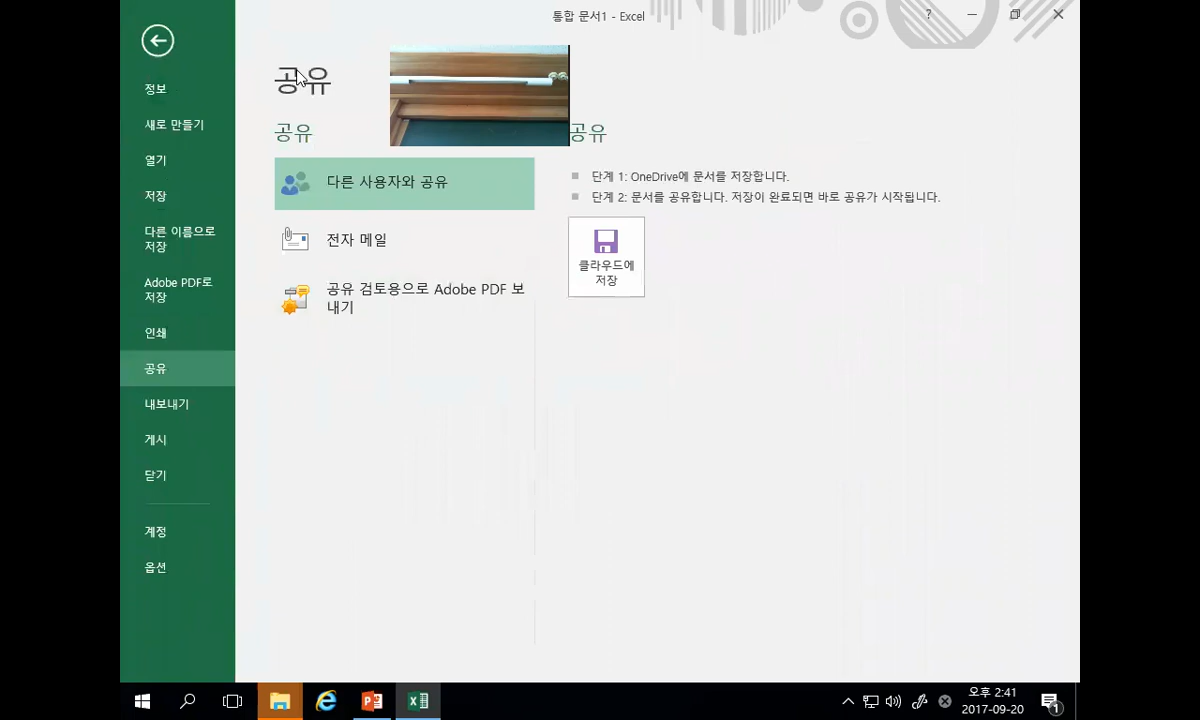 통합 문서1 - Excel
?
공유
정보
새로 만들기
열기
저장
다른 이름으로
저장
Adobe PDF로
저장
인쇄
공유
내보내기
게시
닫기
계정
옵션
공유
다른 사용자와 공유
전자 메일
공유 검토용으로 Adobe PDF 보
내기
공유
단계 1: OneDrive에 문서를 저장합니다.
단계 2: 문서를 공유합니다. 저장이 완료되면 바로 공유가 시작됩니다.
클라우드에
저장
오후 2:41
2017-09-20
1